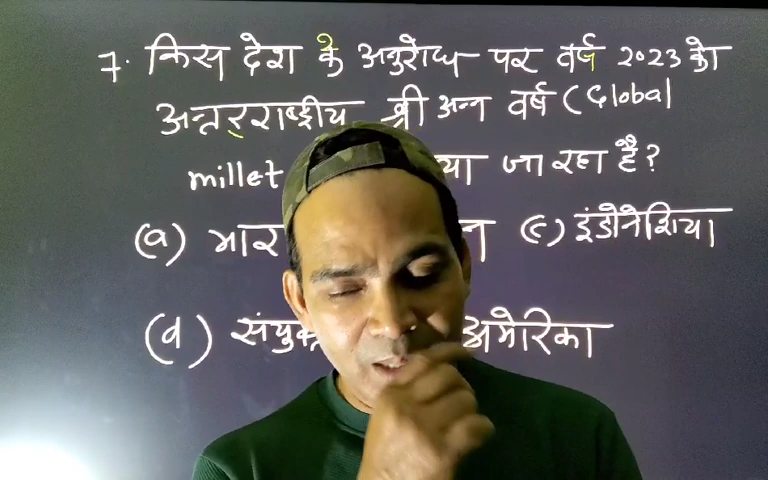 7. किस देश के अनुरोध पर वर्ष 2023 को
अन्तरराष्ट्रीय श्री अन्न वर्ष (Global
millet या जा रहा है?
(a) (c) इंडोनेशिया
(d) अमेरिका